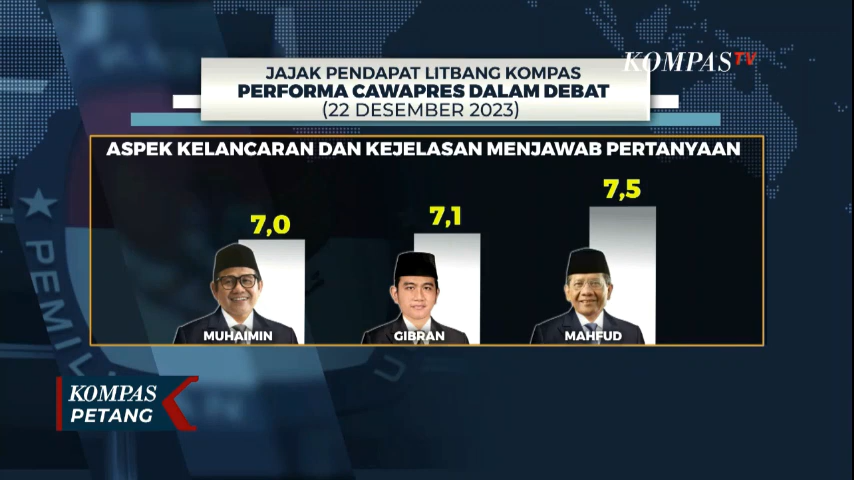 JAJAK PENDAPAT LITBANG KOMPAS
KOMPASTV
PERFORMA CAWAPRES DALAM DEBAT
(22 DESEMBER 2023)
ASPEK KELANCARAN DAN KEJELASAN MENJAWAB PERTANYAAN
7,0
7,1
7,5
MUHAIMIN
GIBRAN
MAHFUD
KOMPAS
PETANG